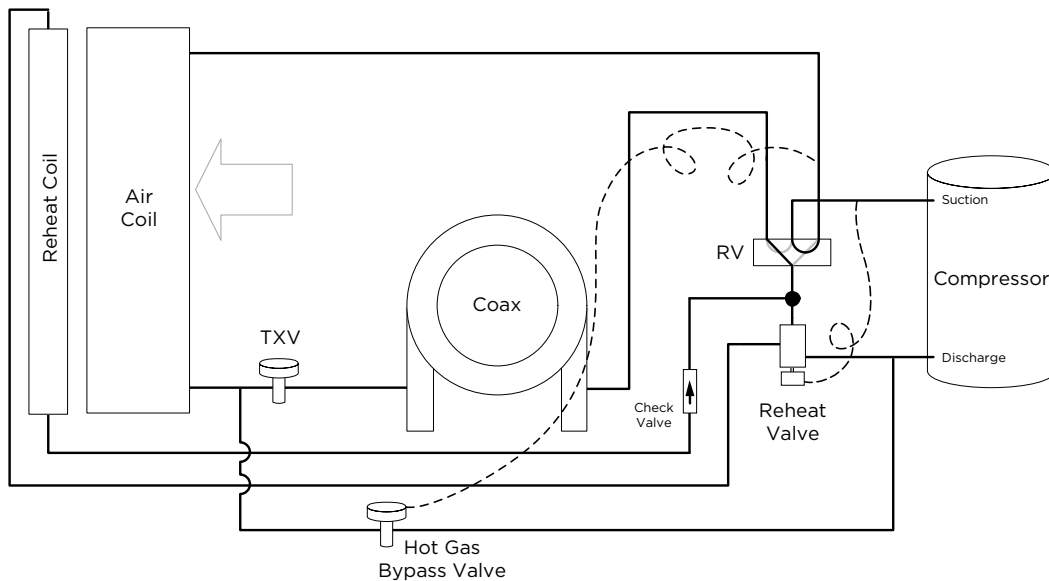 Reheat Coil
Air
Coil
TXV
Coax
RV
Suction
Compressor
Discharge
Check
Valve
Reheat
Valve
Hot Gas
Bypass Valve